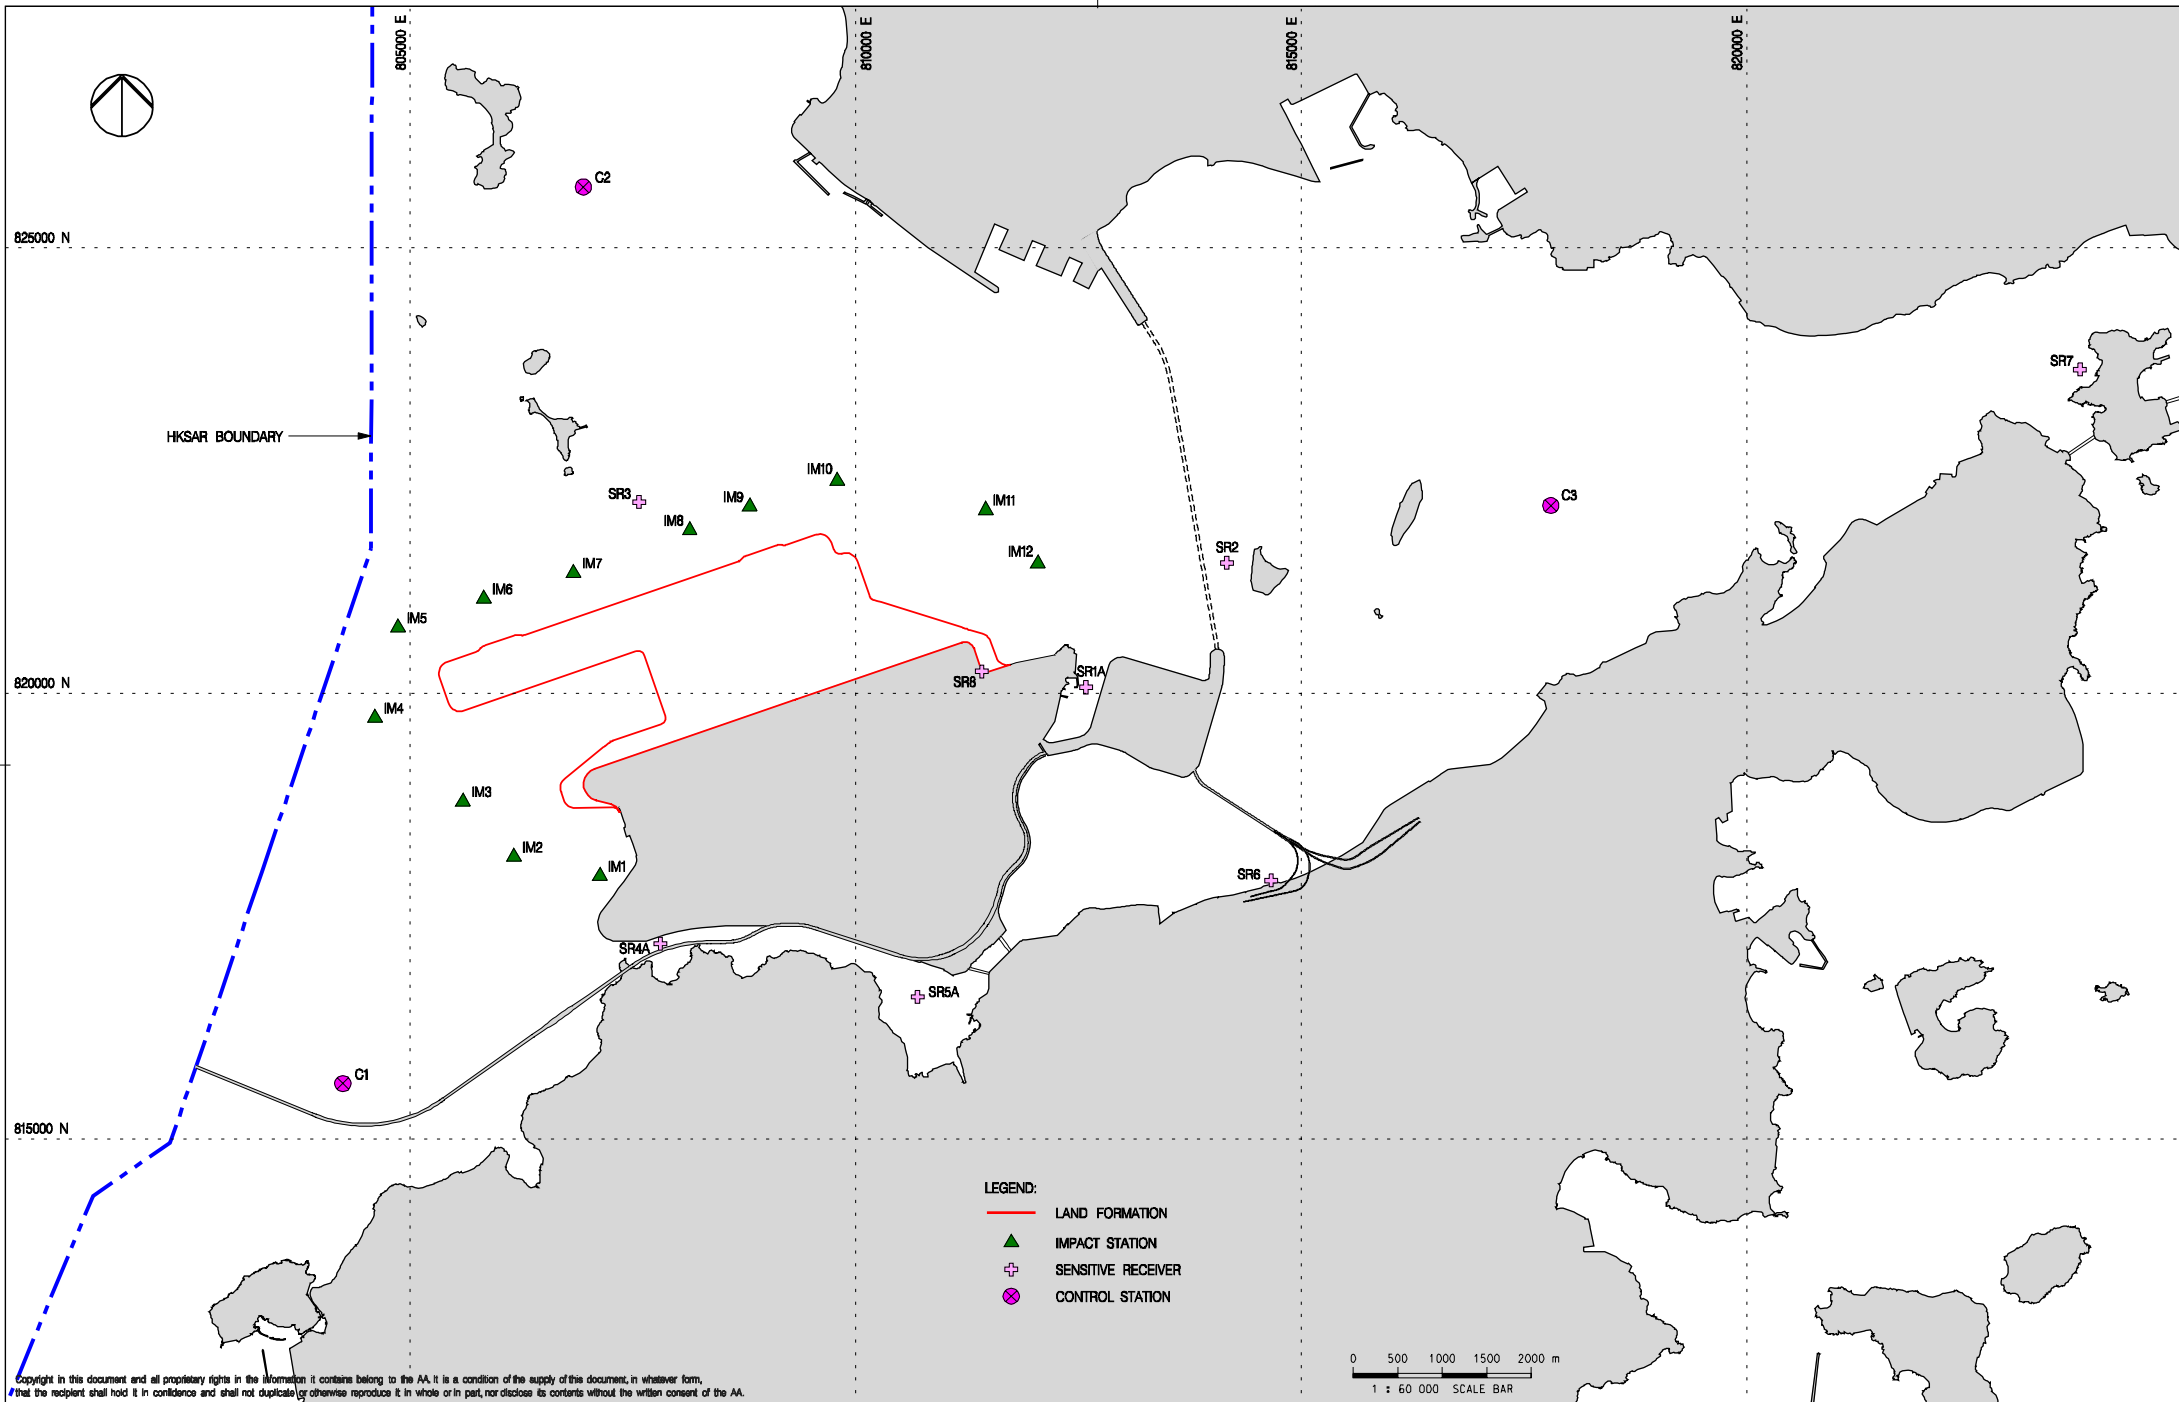 805000 E
810000 E
815000 E
820000 E
C2
825000 N
SR7
HKSAR BOUNDARY
IM10
SR3
IM9
IM11
C3
IM8
IM12
SR2
IM7
IM6
IM5
820000 N
SR8
SR1A
IM4
IM3
IM2
IM1
SR6
SR4A
SR5A
C1
815000 N
LEGEND:
LAND FORMATION
IMPACT STATION
SENSITIVE RECEIVER
CONTROL STATION
0 500 1000 1500 2000 m
1 : 60 000 SCALE BAR
Copyright in this document and all proprietary rights in the information it contains belong to the AA. It is a condition of the supply of this document, in whatever form,
that the recipient shall hold it in confidence and shall not duplicate or otherwise reproduce it in whole or in part, nor disclose its contents without the written consent of the AA.